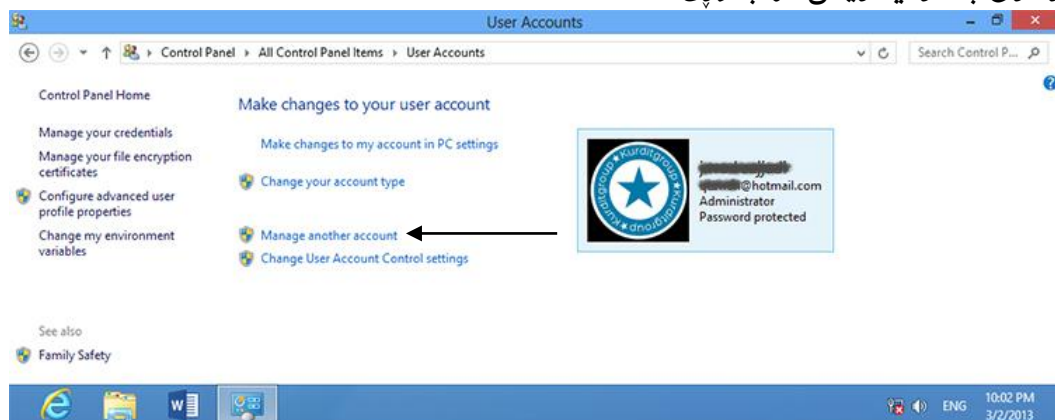 User Accounts
Control Panel ▸ All Control Panel Items ▸ User Accounts
Search Control P...
Control Panel Home
Manage your credentials
Manage your file encryption
certificates
Configure advanced user
profile properties
Change my environment
variables
See also
Family Safety
Make changes to your user account
Make changes to my account in PC settings
Change your account type
Manage another account
Change User Account Control settings
Kurditgroup ★ Kurditgroup ★ Kurditgroup
@hotmail.com
Administrator
Password protected
ENG
10:02 PM
3/2/2013